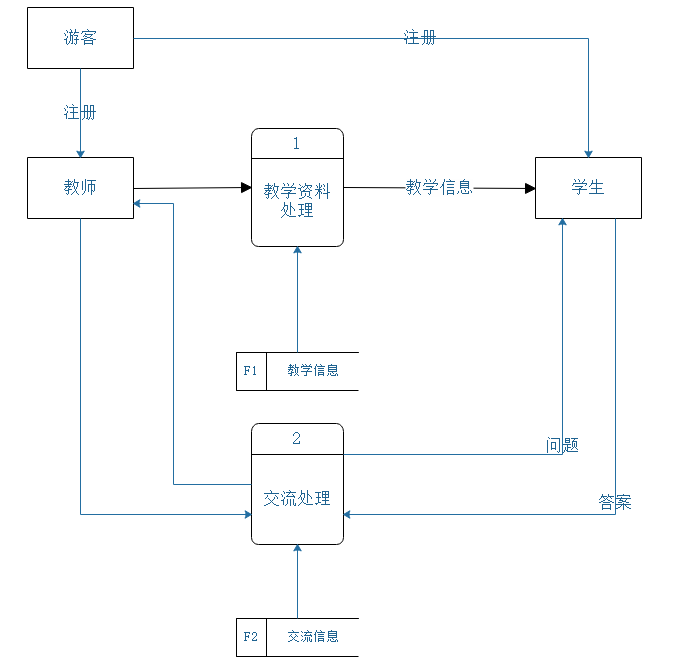 游客
注册
注册
1
教师
教学资料
处理
教学信息
学生
F1
教学信息
2
问题
交流处理
答案
F2
交流信息